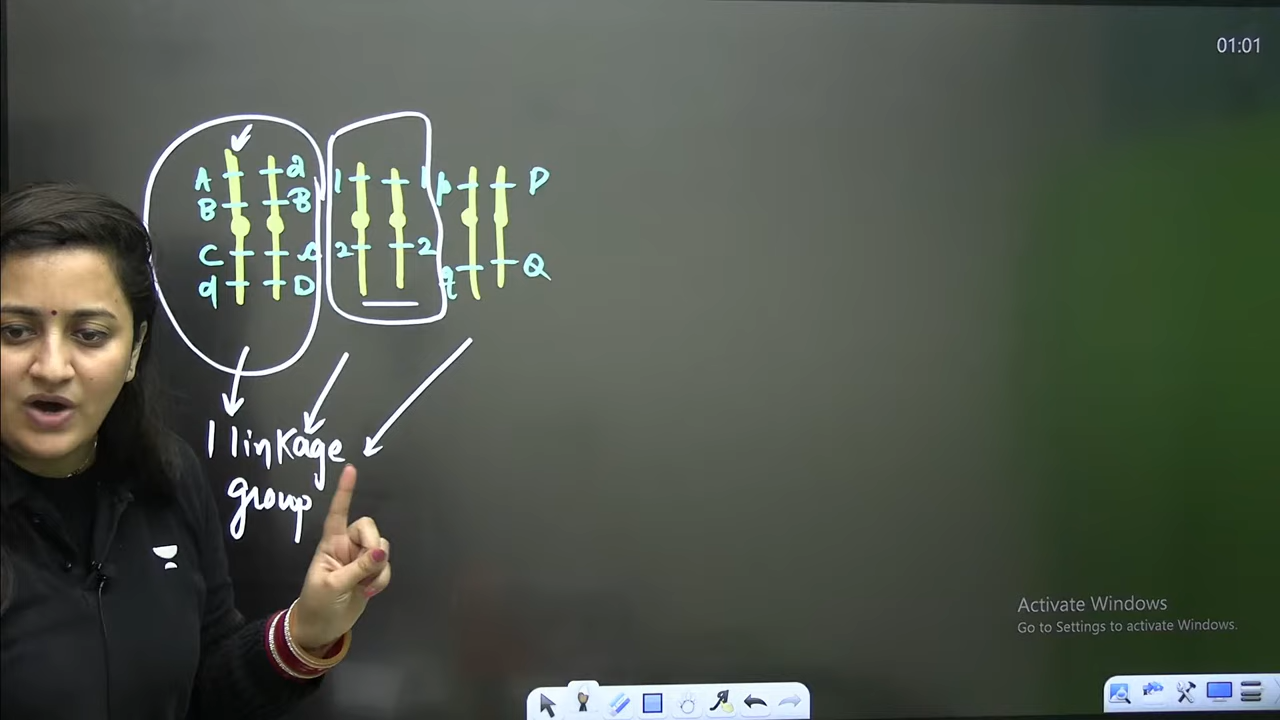 01:01
A a 1 1 p P
B B
C c 2 2 q Q
d D
1 linkage
group
Activate Windows
Go to Settings to activate Windows.